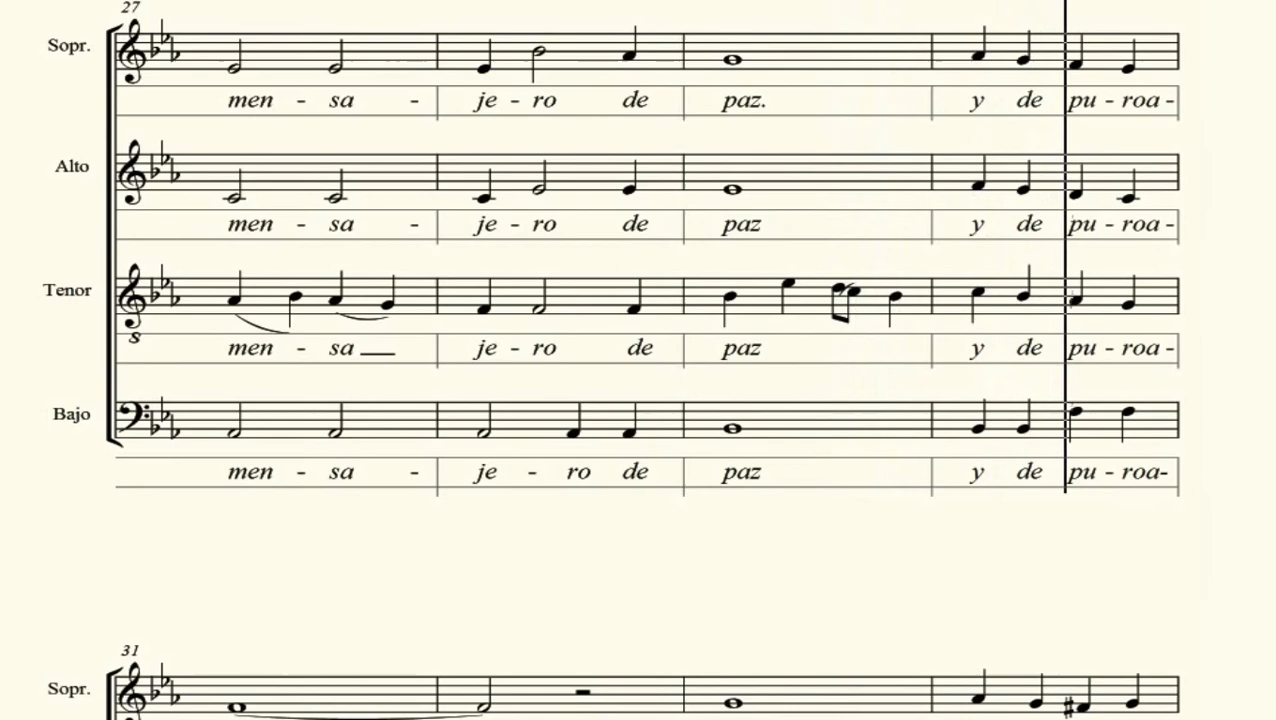 27
Sopr.
men - sa - je - ro de paz. y de pu - roa -
Alto
men - sa - je - ro de paz y de pu - roa -
Tenor
8
men - sa je - ro de paz y de pu - roa -
Bajo
men - sa - je - ro de paz y de pu - roa-
31
Sopr.